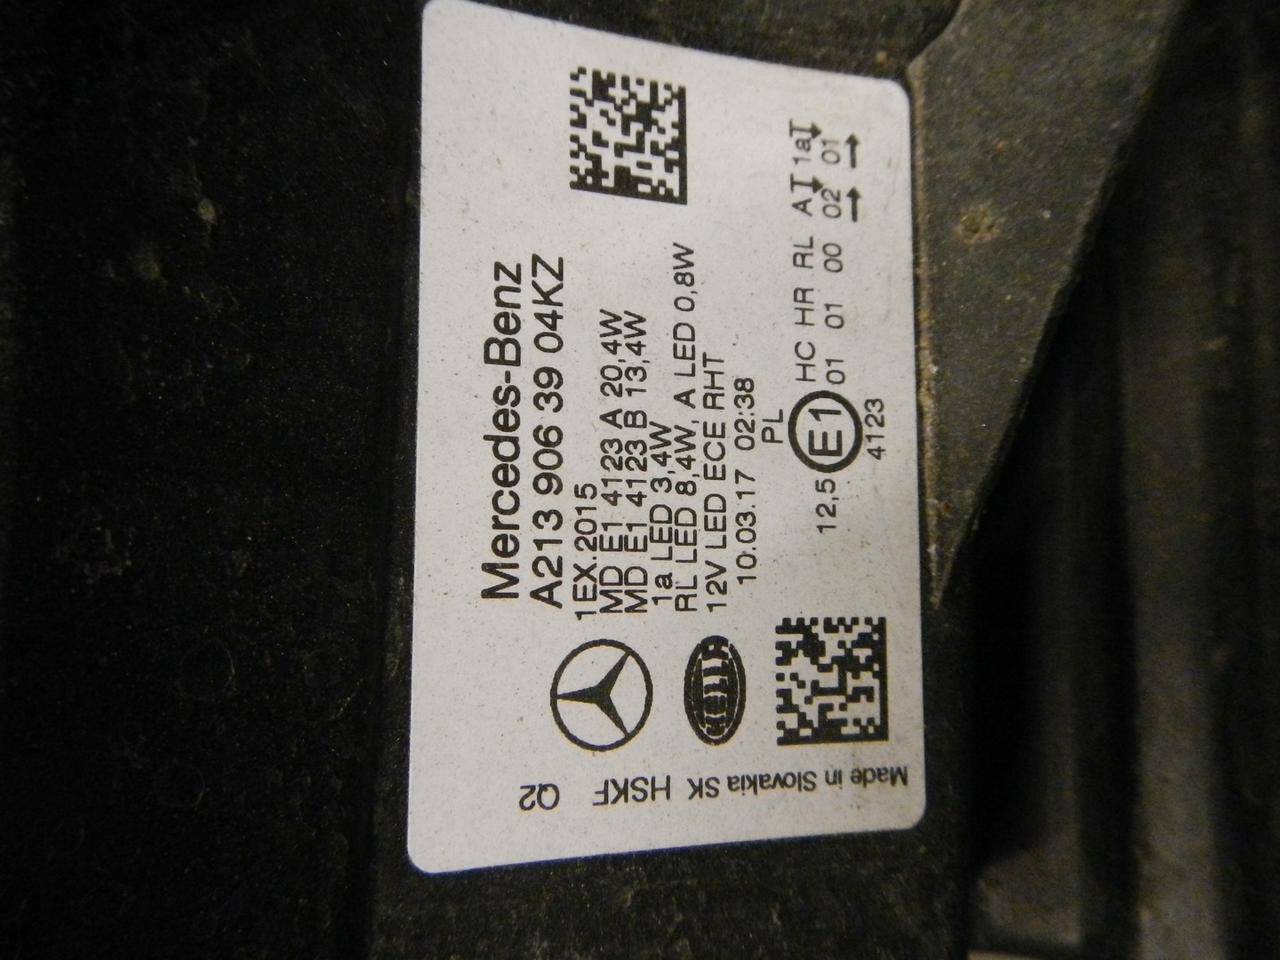 Mercedes-Benz
A213 906 39 04KZ
1EX.2015
MD E1 4123 A 20,4W
MD E1 4123 B 13,4W
1a LED 3,4W
RL LED 8,4W, A LED 0,8W
12V LED ECE RHT
10.03.17 02:38
PL
HC HR RL A 1a
12,5 E1 01 01 00 02 01
4123
HELLA
Q2 HSKF
Made in Slovakia SK